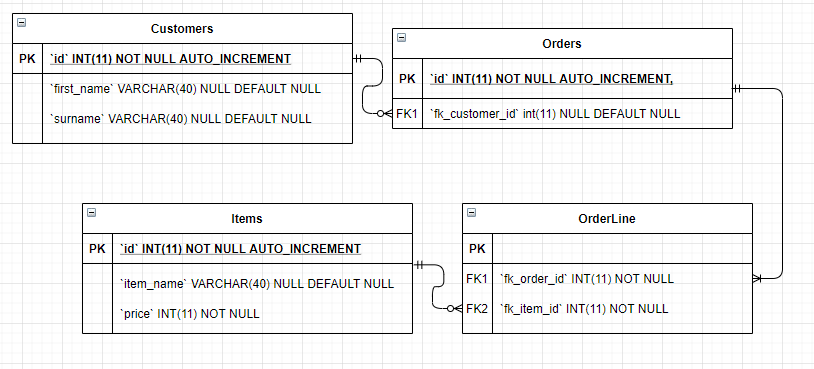 Customers
PK `id` INT(11) NOT NULL AUTO_INCREMENT
`first_name` VARCHAR(40) NULL DEFAULT NULL
`surname` VARCHAR(40) NULL DEFAULT NULL
Orders
PK `id` INT(11) NOT NULL AUTO_INCREMENT,
FK1 `fk_customer_id` int(11) NULL DEFAULT NULL
Items
PK `id` INT(11) NOT NULL AUTO_INCREMENT
`item_name` VARCHAR(40) NULL DEFAULT NULL
`price` INT(11) NOT NULL
OrderLine
PK
FK1 `fk_order_id` INT(11) NOT NULL
FK2 `fk_item_id` INT(11) NOT NULL